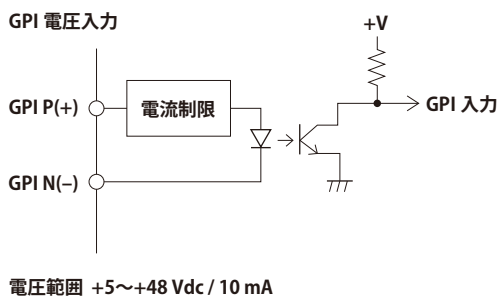 GPI 電圧入力
+V
GPI P(+)
電流制限
GPI 入力
GPI N(–)
電圧範囲 +5～+48 Vdc / 10 mA